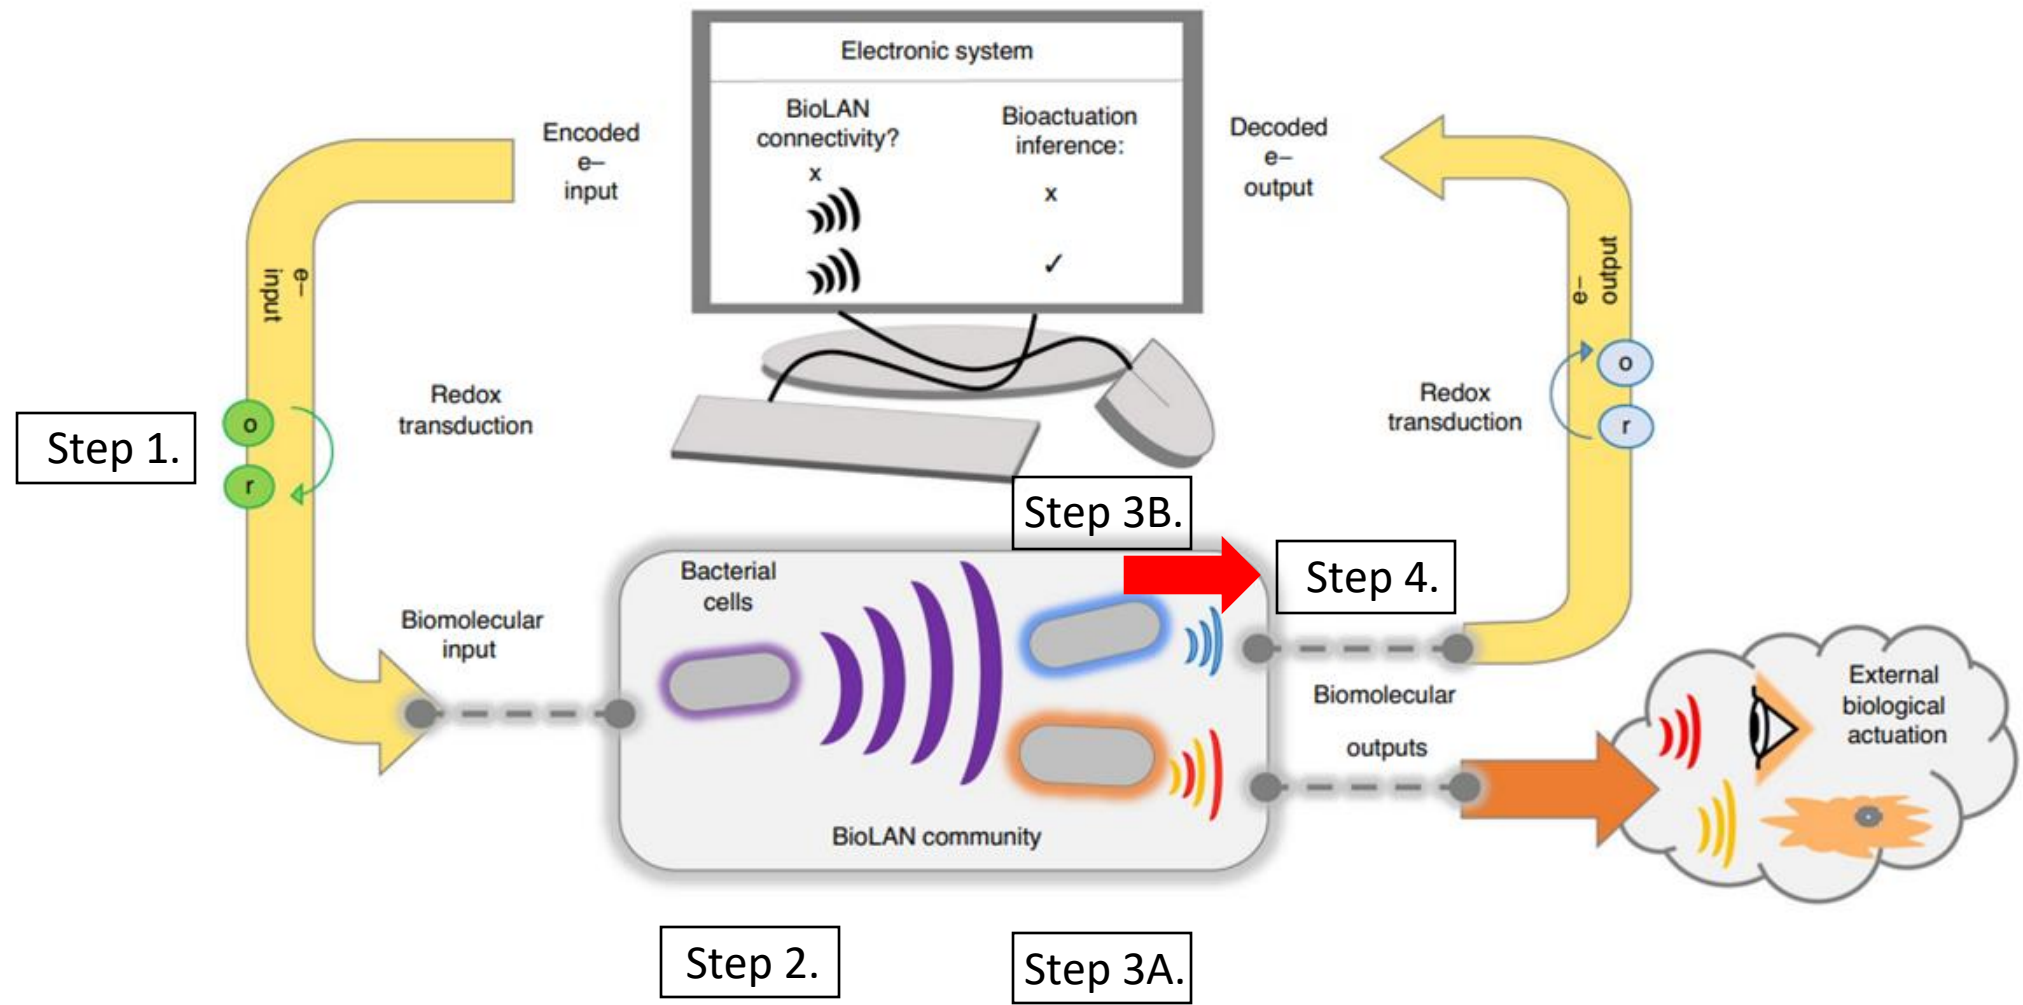 Electronic system
BioLAN
connectivity?
x
Bioactuation
inference:
x
✓
Encoded
e–
input
Decoded
e–
output
e–
input
e–
output
Step 1.
o
r
Redox
transduction
Redox
transduction
o
r
Step 3B.
Step 4.
Biomolecular
input
Bacterial
cells
BioLAN community
Biomolecular
outputs
External
biological
actuation
Step 2.
Step 3A.